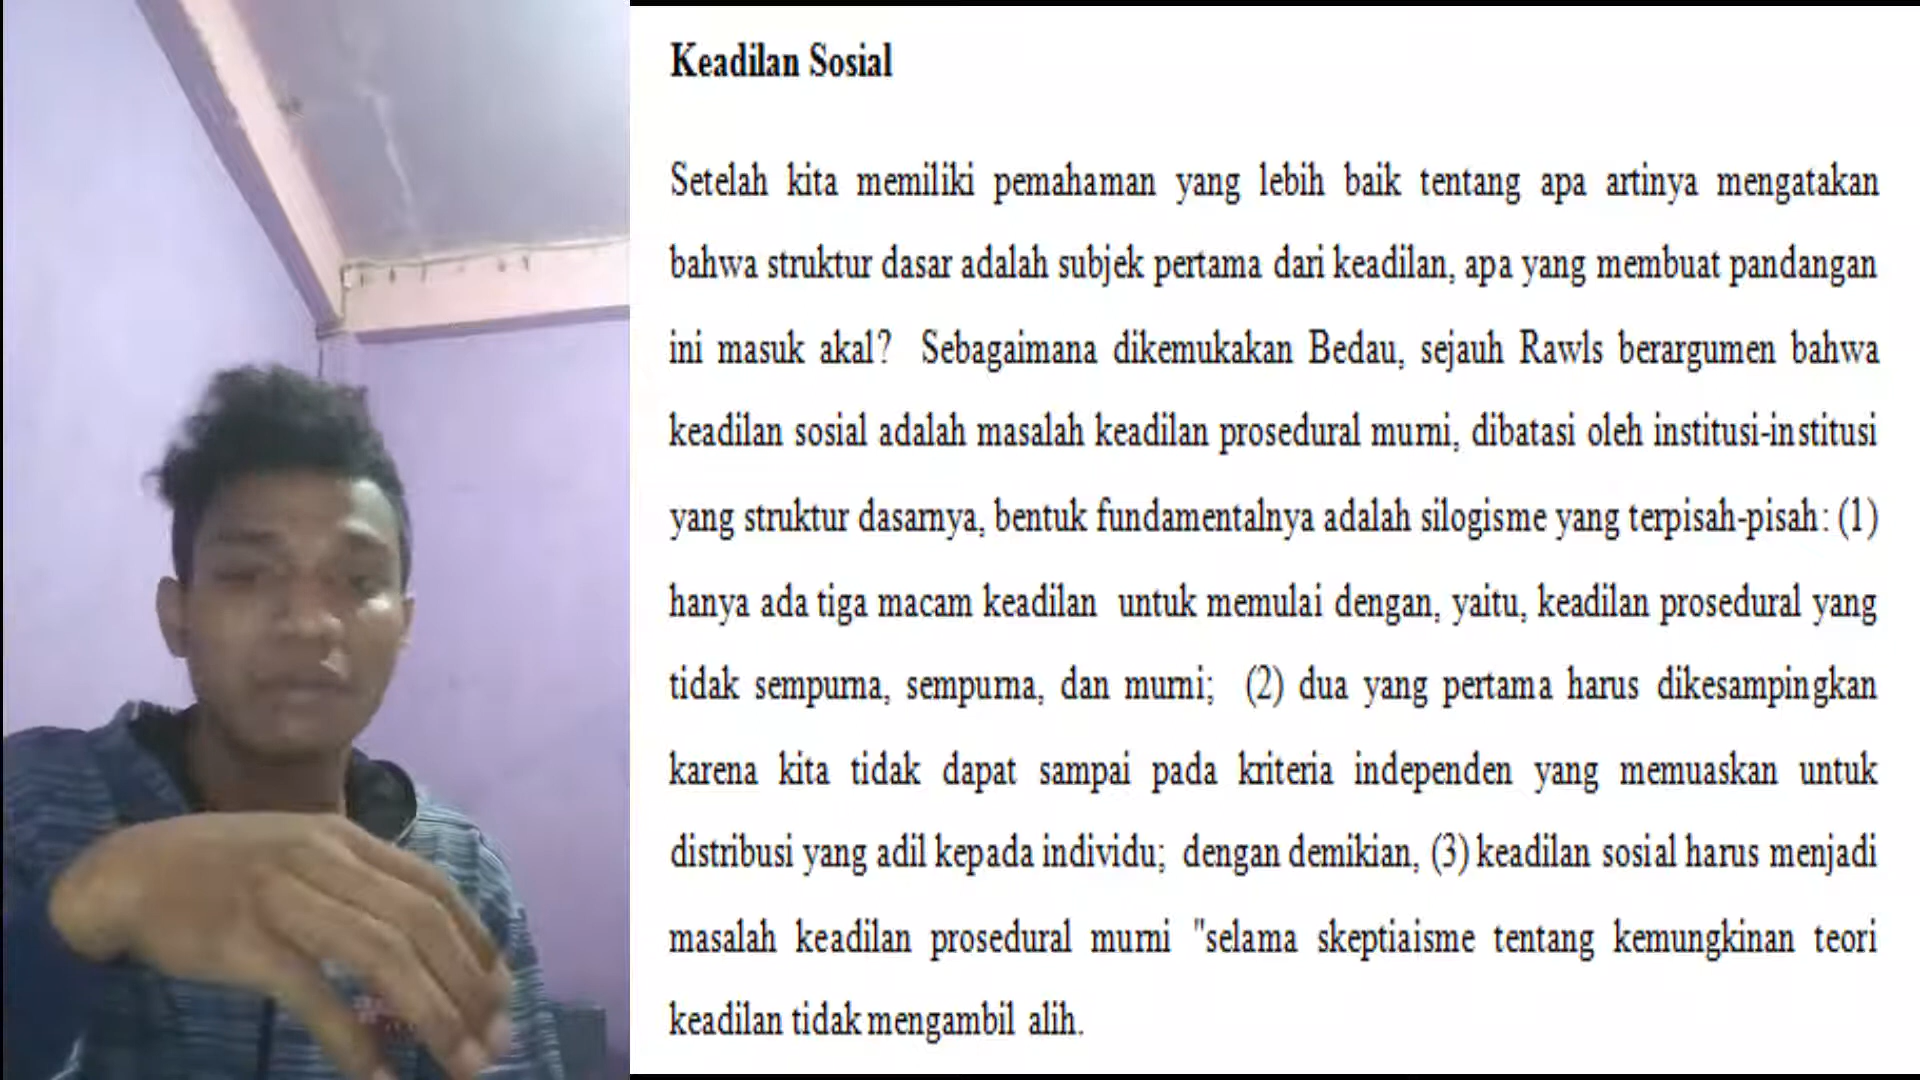 Keadilan Sosial
Setelah kita memiliki pemahaman yang lebih baik tentang apa artinya mengatakan
bahwa struktur dasar adalah subjek pertama dari keadilan, apa yang membuat pandangan
ini masuk akal? Sebagaimana dikemukakan Bedau, sejauh Rawls berargumen bahwa
keadilan sosial adalah masalah keadilan prosedural murni, dibatasi oleh institusi-institusi
yang struktur dasarnya, bentuk fundamentalnya adalah silogisme yang terpisah-pisah: (1)
hanya ada tiga macam keadilan untuk memulai dengan, yaitu, keadilan prosedural yang
tidak sempurna, sempurna, dan murni; (2) dua yang pertama harus dikesampingkan
karena kita tidak dapat sampai pada kriteria independen yang memuaskan untuk
distribusi yang adil kepada individu; dengan demikian, (3) keadilan sosial harus menjadi
masalah keadilan prosedural murni "selama skeptiaisme tentang kemungkinan teori
keadilan tidak mengambil alih.